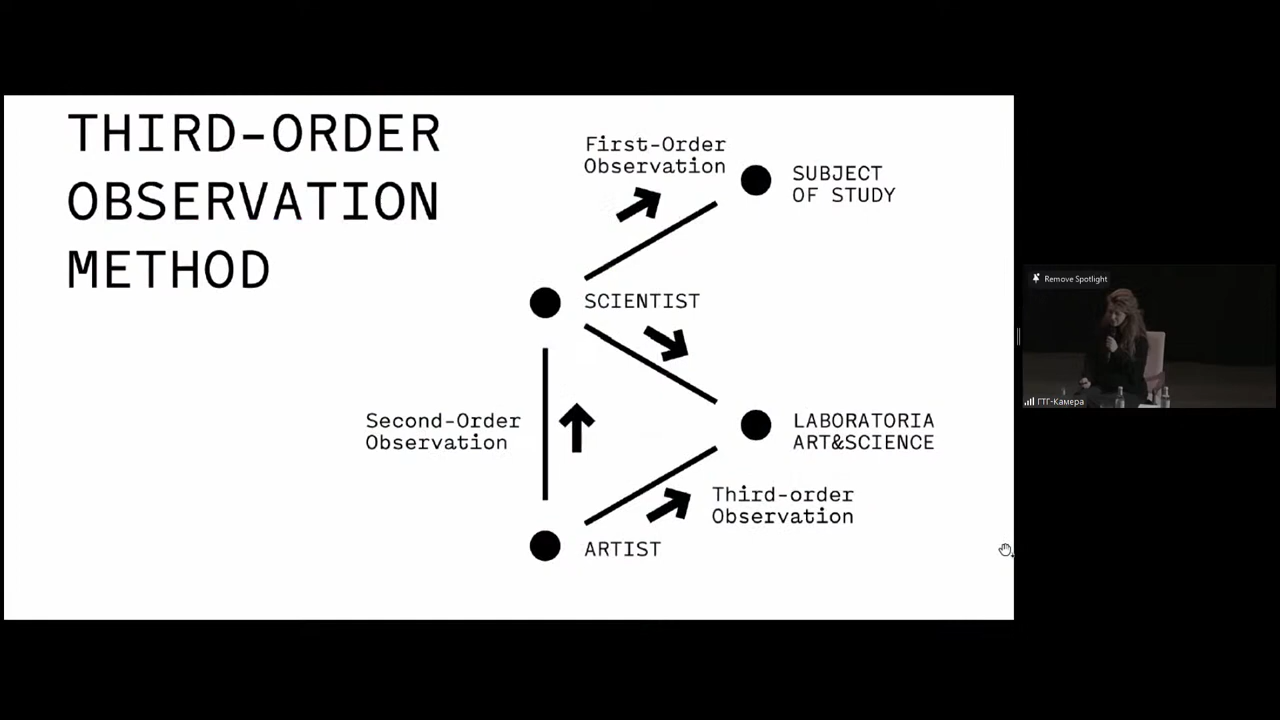 THIRD-ORDER
OBSERVATION
METHOD
First-Order
Observation
SUBJECT
OF STUDY
SCIENTIST
Second-Order
Observation
LABORATORIA
ART&SCIENCE
Third-order
Observation
ARTIST
Remove Spotlight
ГТГ-Камера